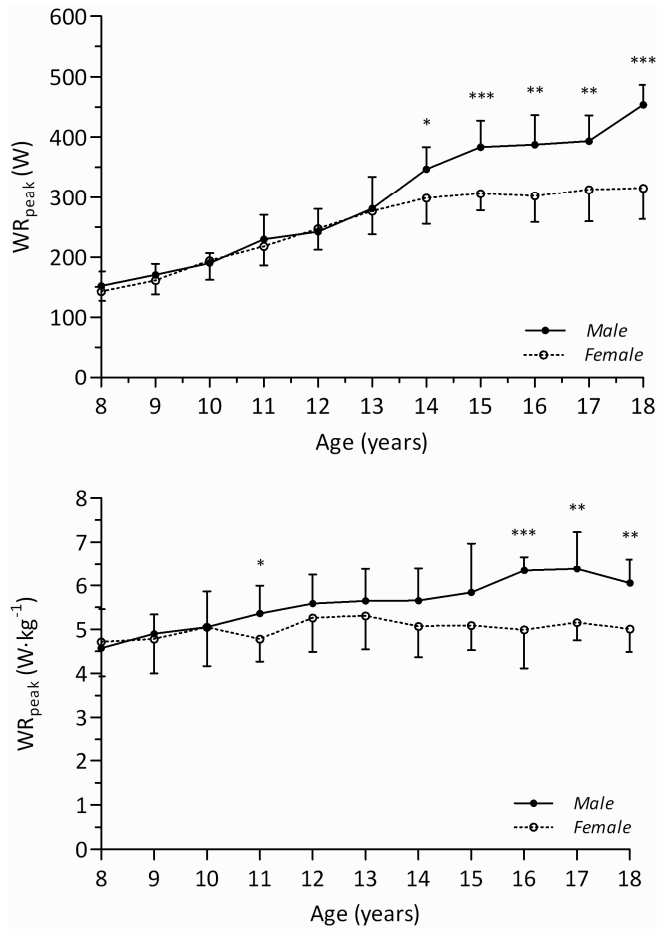 600
500
400
300
200
100
0
WRpeak (W)
* *** ** ** ***
Male
Female
8 9 10 11 12 13 14 15 16 17 18
Age (years)
8
7
6
5
4
3
2
1
0
WRpeak (W·kg-1)
* *** ** **
Male
Female
8 9 10 11 12 13 14 15 16 17 18
Age (years)